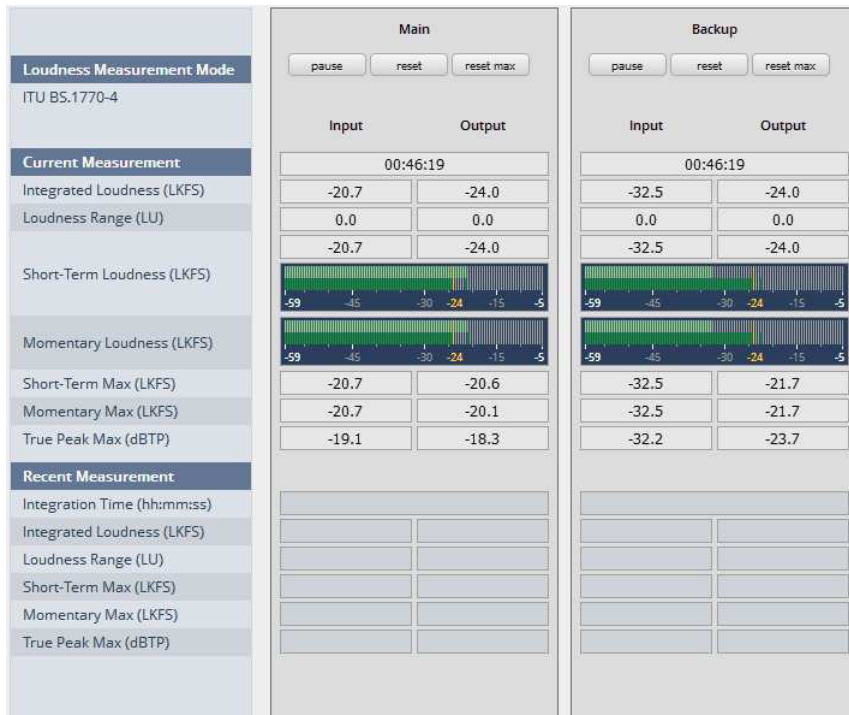 Main Backup
Loudness Measurement Mode pause reset reset max pause reset reset max
ITU BS.1770-4
Input Output Input Output
Current Measurement 00:46:19 00:46:19
Integrated Loudness (LKFS) -20.7 -24.0 -32.5 -24.0
Loudness Range (LU) 0.0 0.0 0.0 0.0
-20.7 -24.0 -32.5 -24.0
Short-Term Loudness (LKFS)
-59 -45 -30 -24 -15 -5 -59 -45 -30 -24 -15 -5
Momentary Loudness (LKFS)
-59 -45 -30 -24 -15 -5 -59 -45 -30 -24 -15 -5
Short-Term Max (LKFS) -20.7 -20.6 -32.5 -21.7
Momentary Max (LKFS) -20.7 -20.1 -32.5 -21.7
True Peak Max (dBTP) -19.1 -18.3 -32.2 -23.7
Recent Measurement
Integration Time (hh:mm:ss)
Integrated Loudness (LKFS)
Loudness Range (LU)
Short-Term Max (LKFS)
Momentary Max (LKFS)
True Peak Max (dBTP)